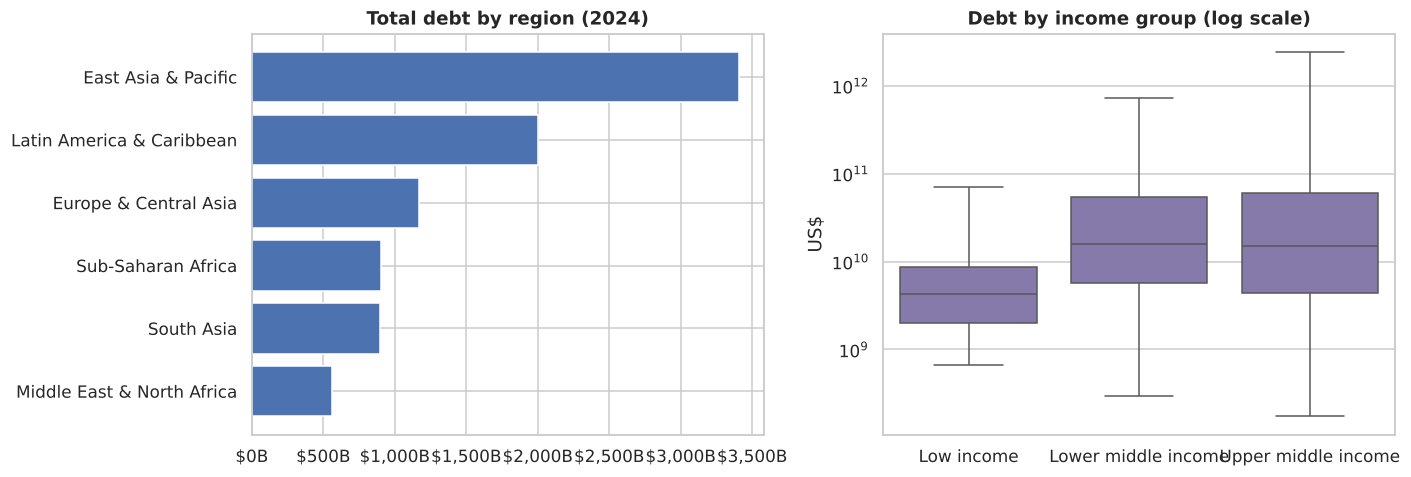 Total debt by region (2024)
East Asia & Pacific
Latin America & Caribbean
Europe & Central Asia
Sub-Saharan Africa
South Asia
Middle East & North Africa
$0B $500B $1,000B $1,500B $2,000B $2,500B $3,000B $3,500B
Debt by income group (log scale)
US$
10¹²
10¹¹
10¹⁰
10⁹
Low income Lower middle income Upper middle income